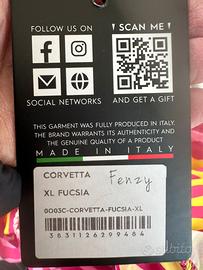 FOLLOW US ON
SCAN ME
SOCIAL NETWORKS
AND GET A GIFT
THIS GARMENT WAS FULLY PRODUCED IN ITALY.
THE BRAND WARRANTS ITS AUTHENTICITY AND
THE GENUINE QUALITY OF A PRODUCT
MADE IN ITALY
CORVETTA
Fenzy
XL FUCSIA
9003C-CORVETTA-FUCSIA-XL
3831126299464
subito